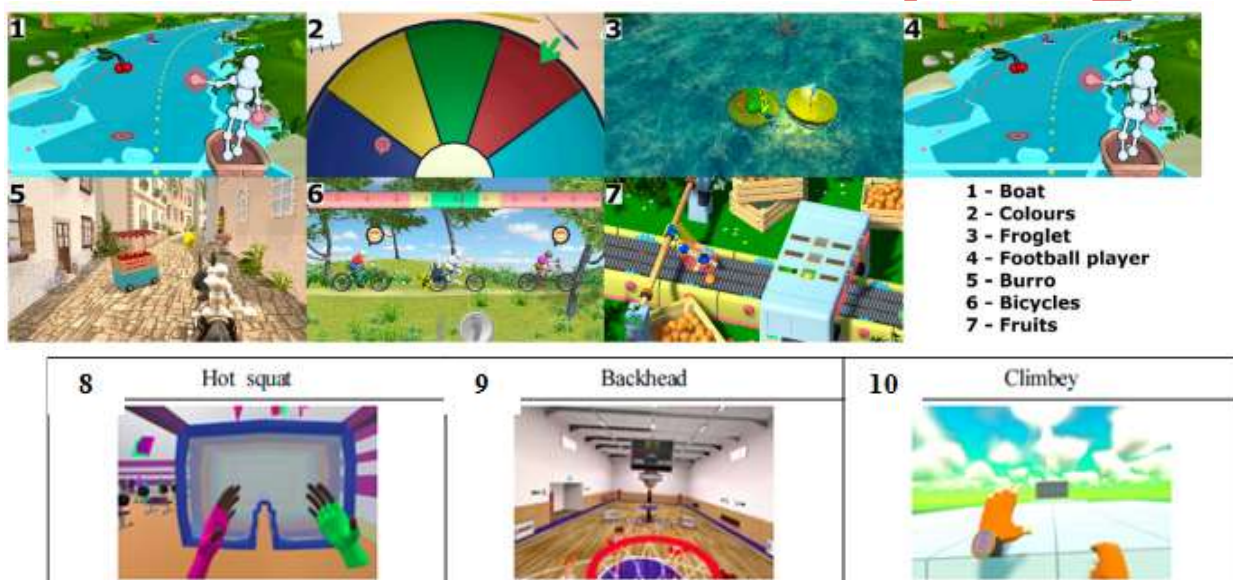 1
2
3
4
5
6
7
1 - Boat
2 - Colours
3 - Froglet
4 - Football player
5 - Burro
6 - Bicycles
7 - Fruits
8 Hot squat
9 Backhead
10 Climbey